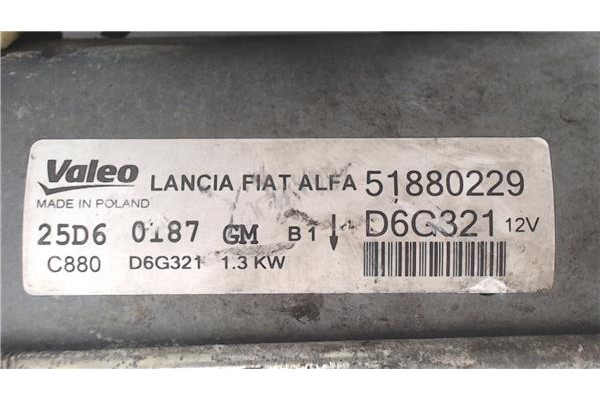 Valeo LANCIA FIAT ALFA 51880229
MADE IN POLAND
D6G321 12V
25D6 0187 GM B1
C880 D6G321 1.3 KW